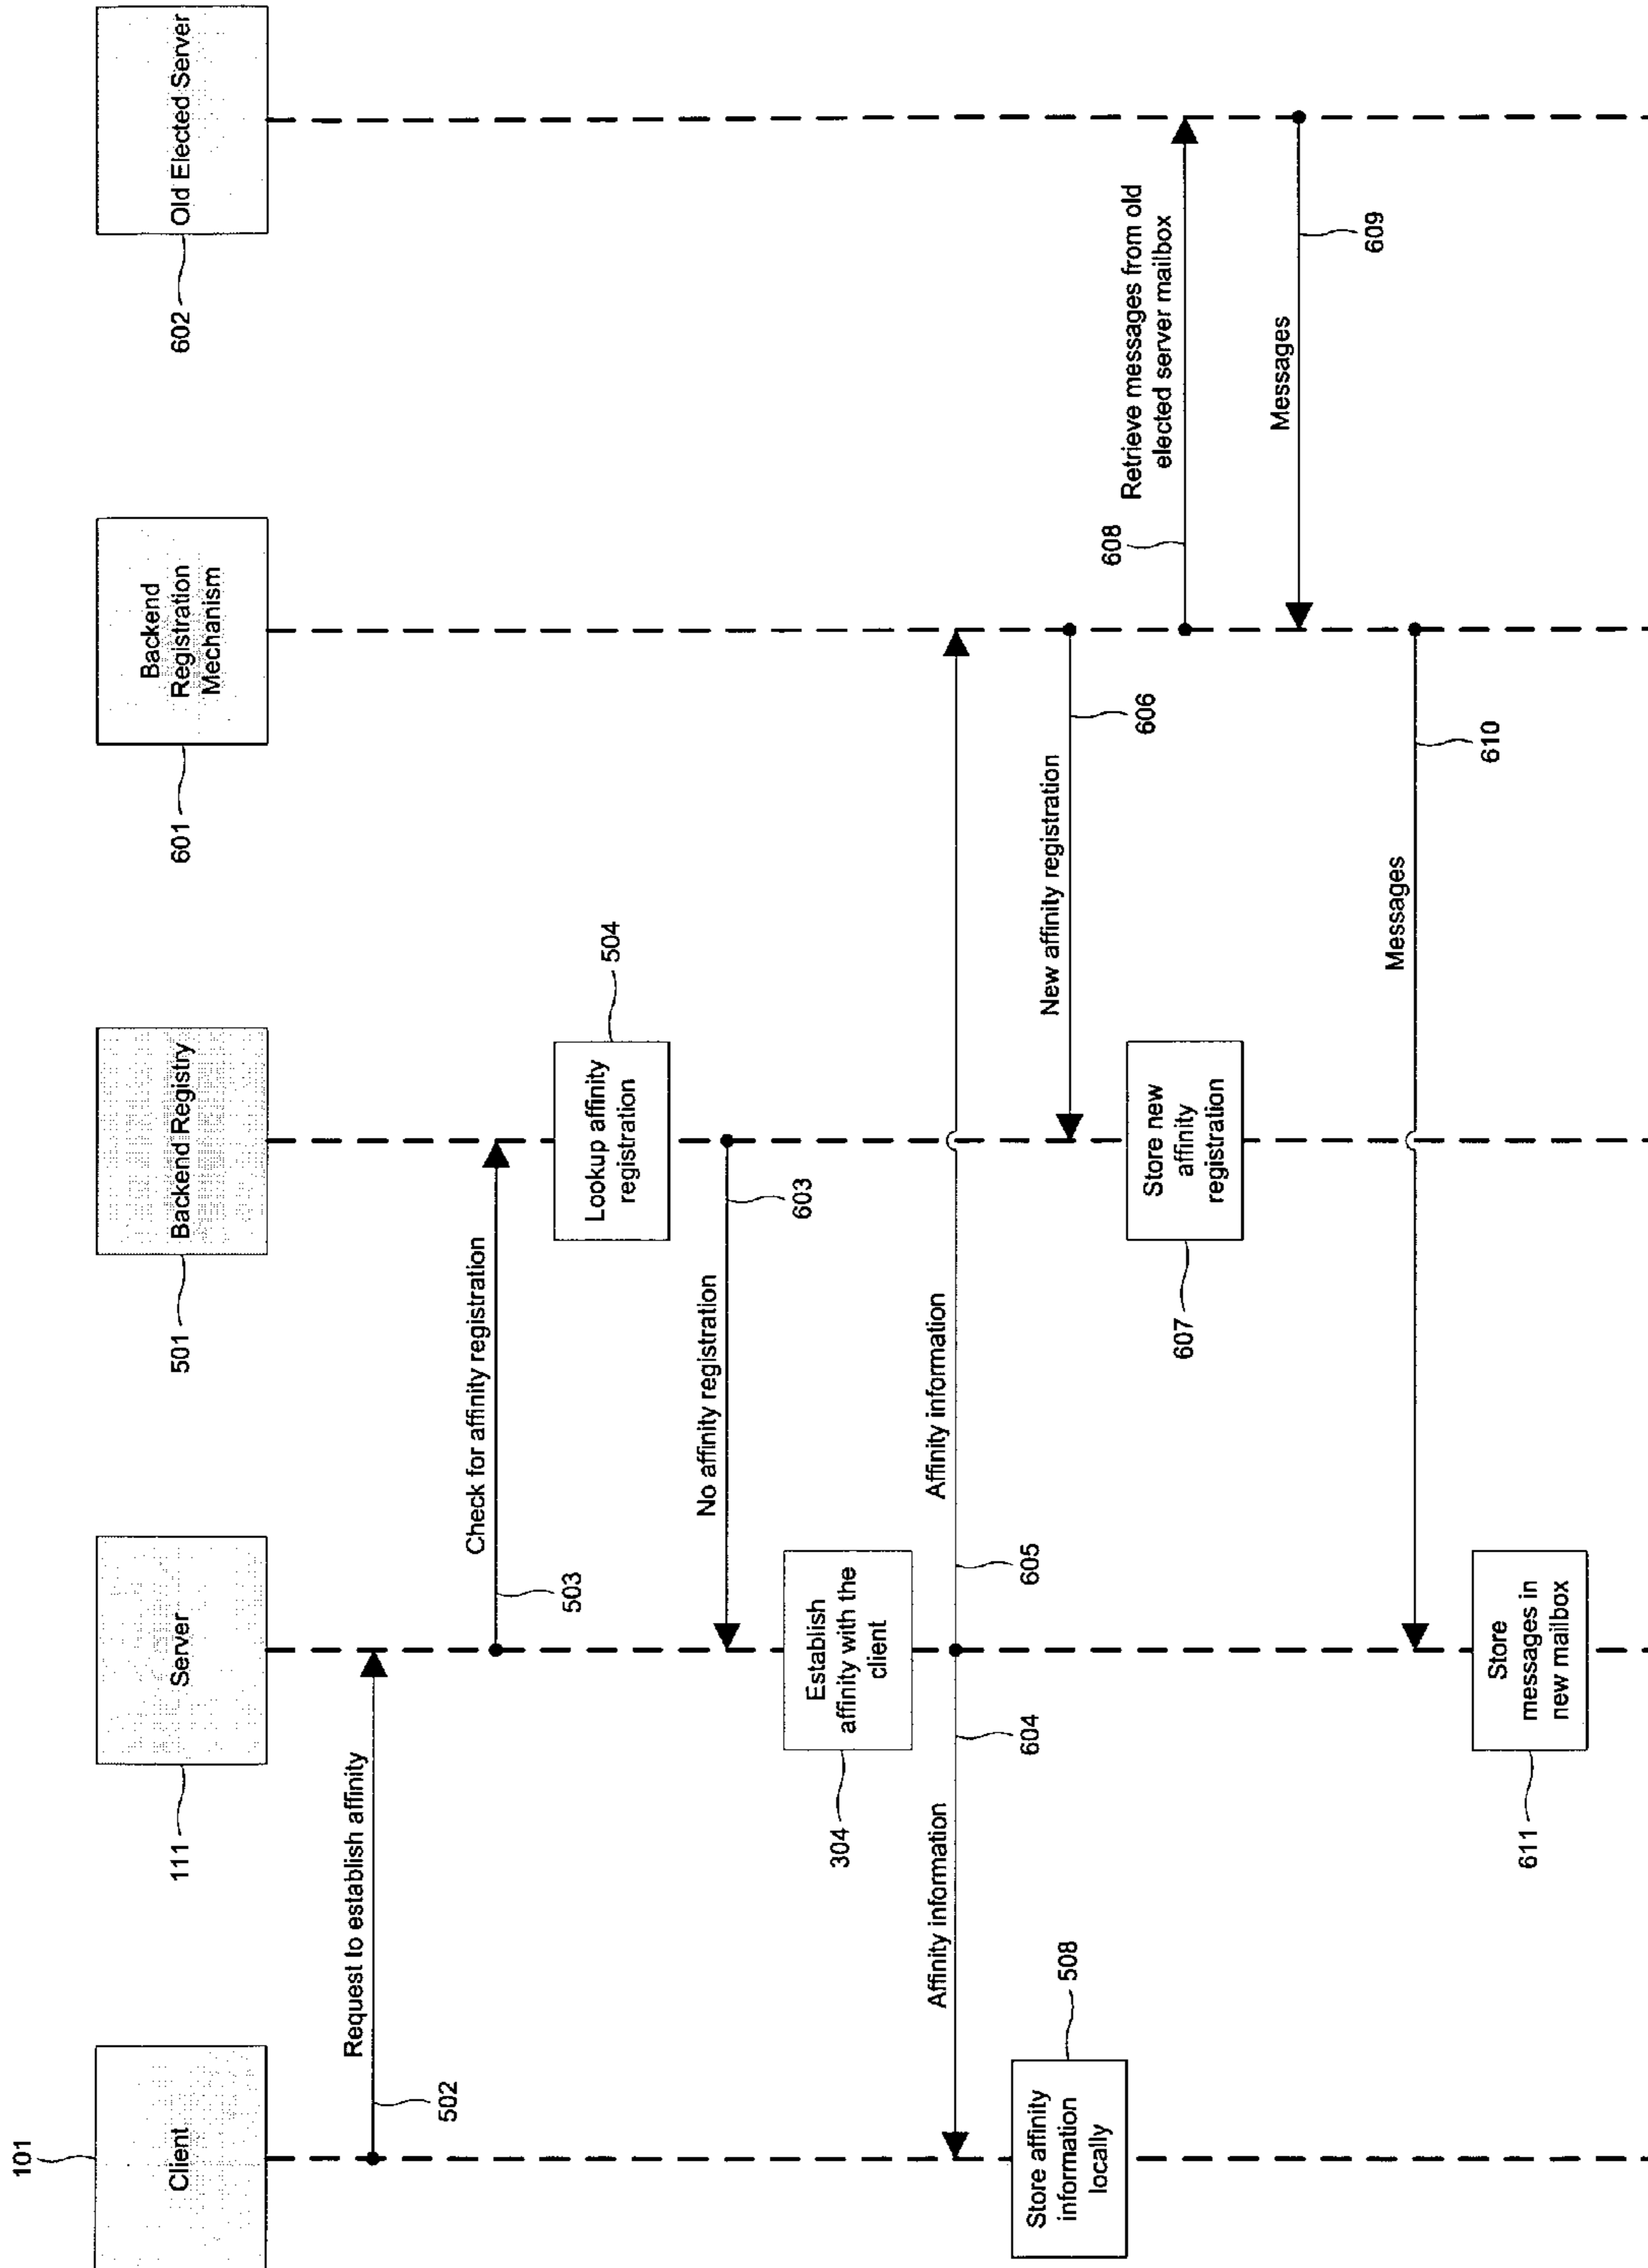 101
Client
111
Server
501
Backend Registry
601
Backend
Registration
Mechanism
602
Old Elected Server
Request to establish affinity
502
Check for affinity registration
503
Lookup affinity
registration
504
No affinity registration
603
Establish
affinity with the
client
304
Affinity information
604
Affinity information
605
Store affinity
information
locally
508
New affinity registration
606
Store new
affinity
registration
607
Retrieve messages from old
elected server mailbox
608
Messages
609
Messages
610
Store
messages in
new mailbox
611